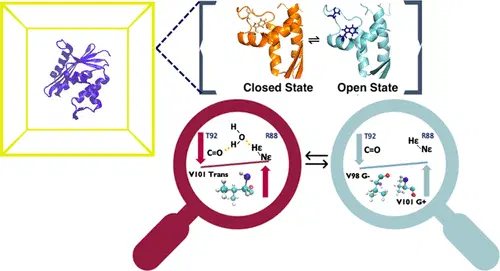 Closed State
Open State
T92
H
O
H
R88
C=O
Hε
Nε
V101 Trans
T92
Hε
R88
C=O
Nε
V98 G-
V101 G+